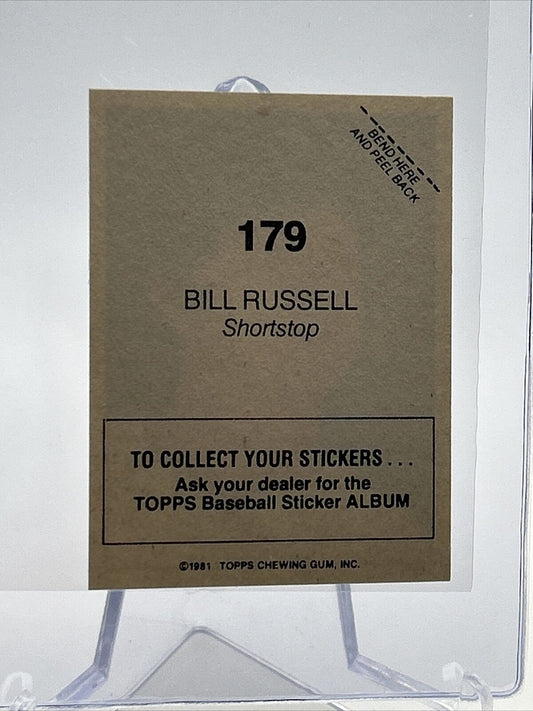 BEND HERE
AND PEEL BACK
179
BILL RUSSELL
Shortstop
TO COLLECT YOUR STICKERS...
Ask your dealer for the
TOPPS Baseball Sticker ALBUM
©1981 TOPPS CHEWING GUM, INC.